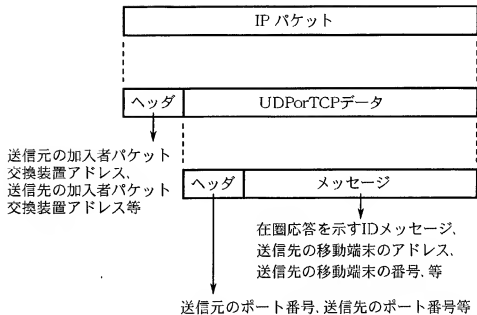 IP パケット
ヘッダ
UDPorTCPデータ
送信元の加入者パケット
交換装置アドレス、
送信先の加入者パケット
交換装置アドレス等
ヘッダ
メッセージ
在圏応答を示すIDメッセージ、
送信先の移動端末のアドレス、
送信先の移動端末の番号, 等
送信元のポート番号, 送信先のポート番号等